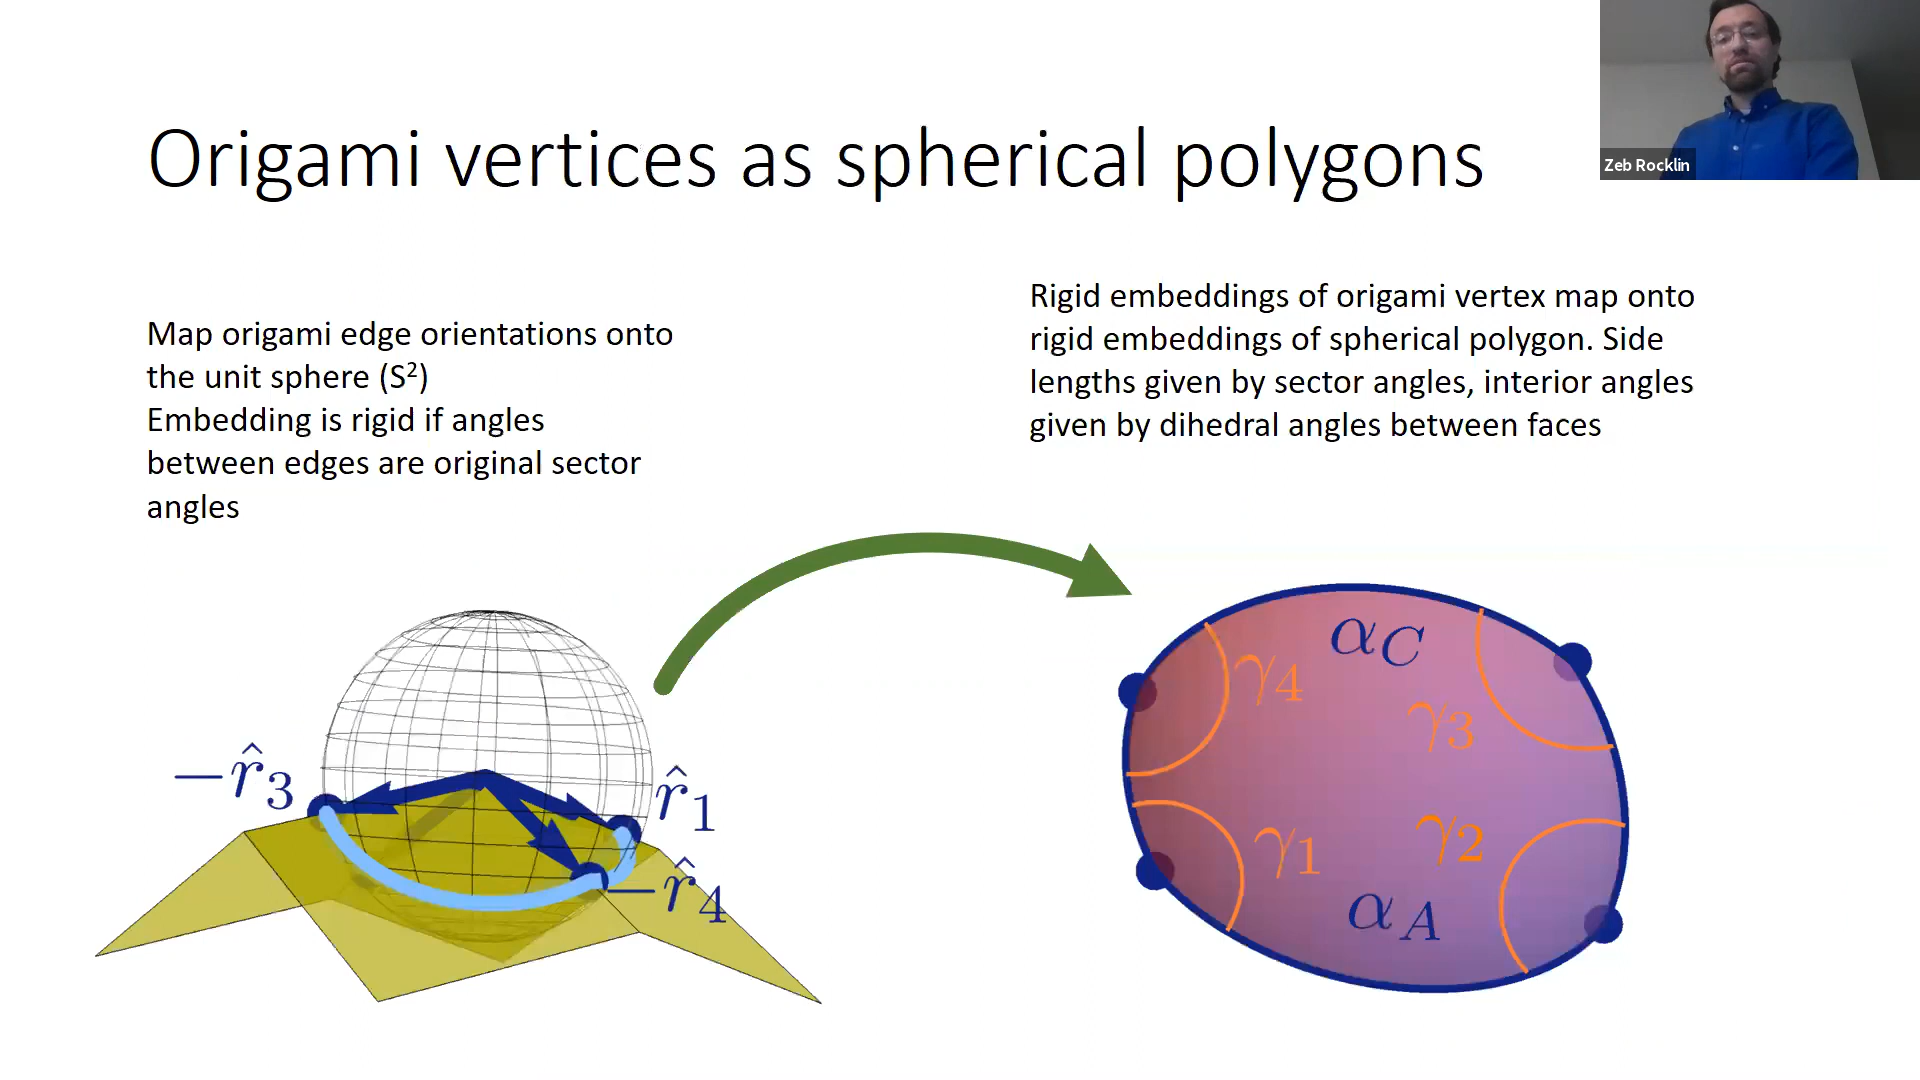 Origami vertices as spherical polygons
Zeb Rocklin
Map origami edge orientations onto
the unit sphere (S²)
Embedding is rigid if angles
between edges are original sector
angles
Rigid embeddings of origami vertex map onto
rigid embeddings of spherical polygon. Side
lengths given by sector angles, interior angles
given by dihedral angles between faces
−r̂₃
r̂₁
−r̂₄
α_C
γ₄
γ₃
γ₁
γ₂
α_A